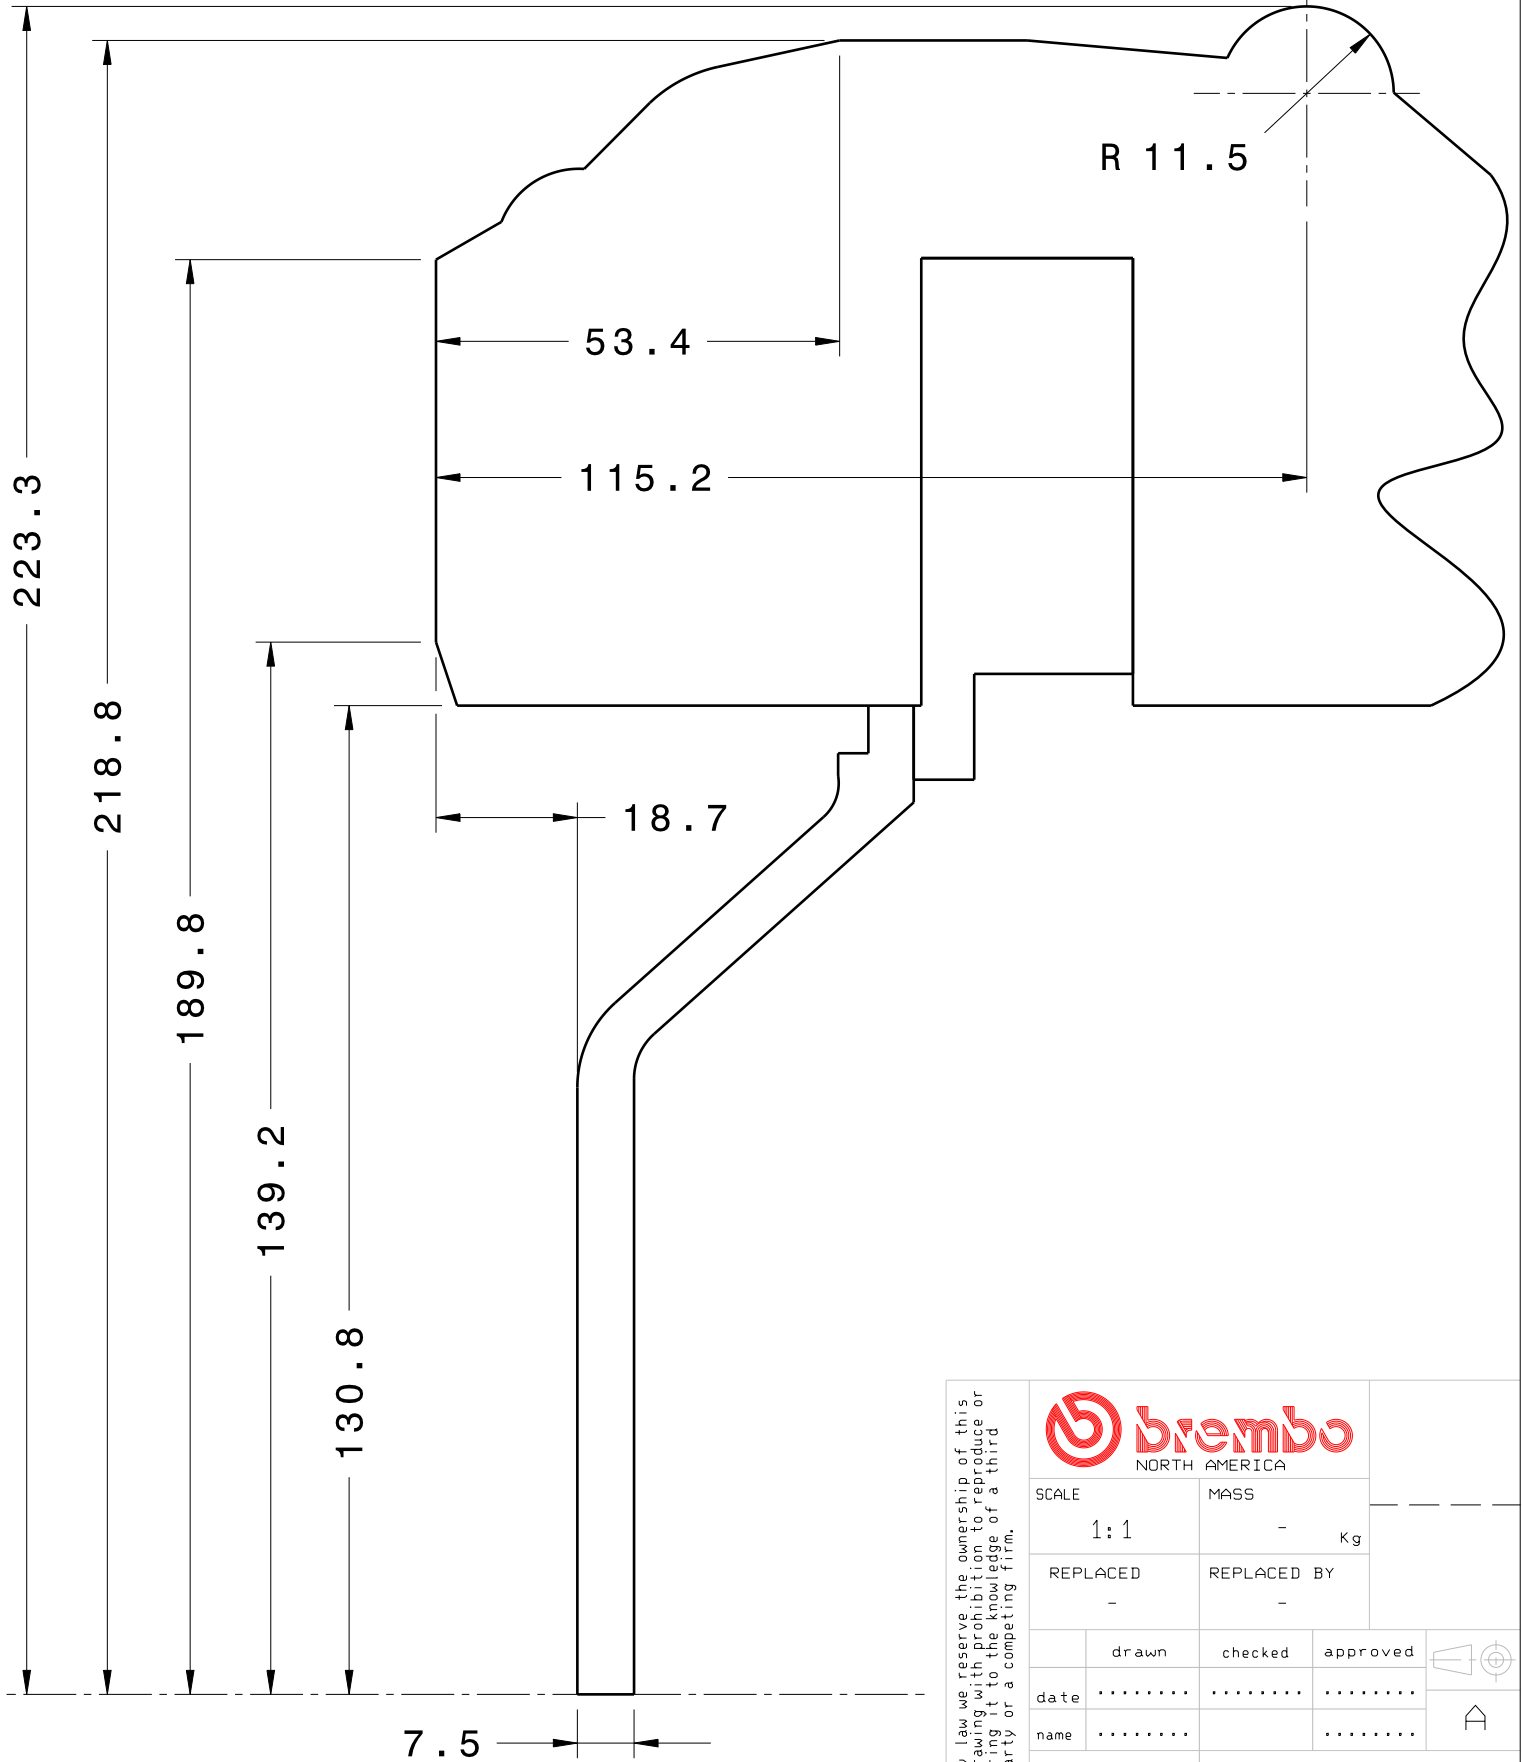 R 11.5
53.4
115.2
223.3
218.8
18.7
189.8
139.2
130.8
7.5
law we reserve the ownership of this
with prohibition to reproduce or
it to the knowledge of a third
or a competing firm.
brembo
NORTH AMERICA
SCALE
MASS
1:1
- Kg
REPLACED
REPLACED BY
-
-
drawn checked approved
date ........ ........ ........
name ........ ........
A